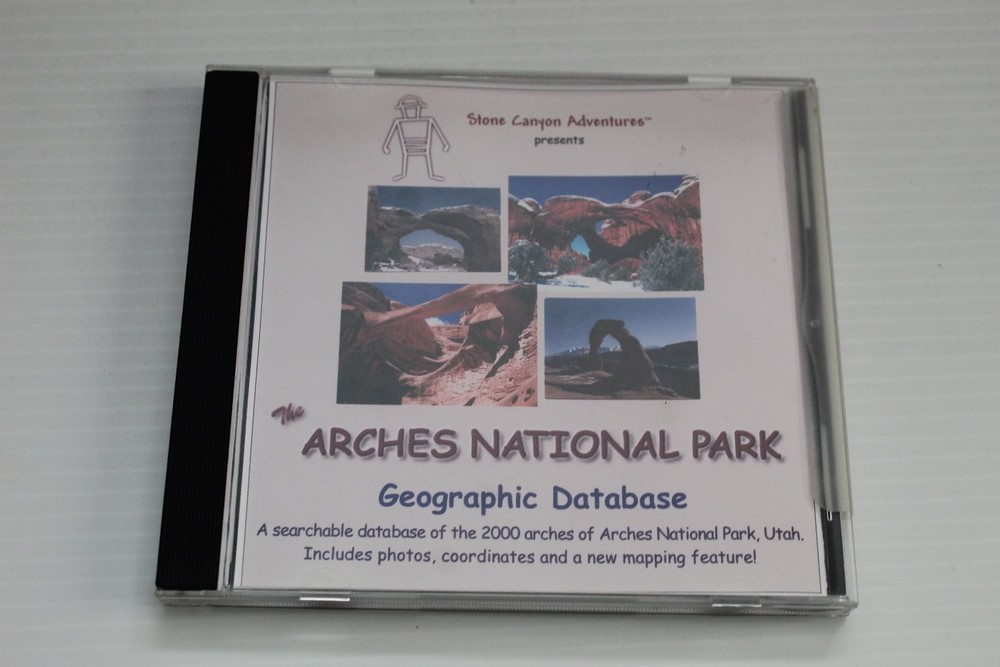 Stone Canyon Adventures™
presents
The
ARCHES NATIONAL PARK
Geographic Database
A searchable database of the 2000 arches of Arches National Park, Utah.
Includes photos, coordinates and a new mapping feature!